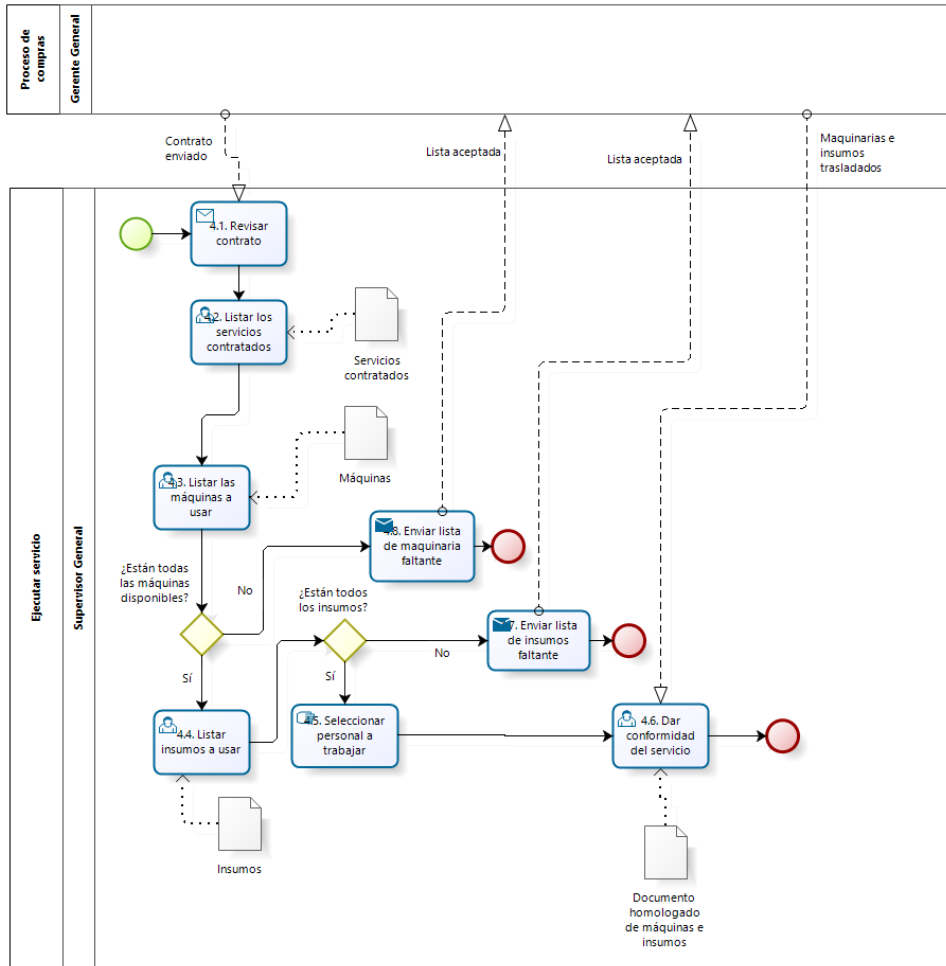 Proceso de
compras
Gerente General
Contrato
enviado
Lista aceptada
Lista aceptada
Maquinarias e
insumos
trasladados
Ejecutar servicio
Supervisor General
4.1. Revisar
contrato
4.2. Listar los
servicios
contratados
Servicios
contratados
4.3. Listar las
máquinas a
usar
Máquinas
4.8. Enviar lista
de maquinaria
faltante
¿Están todas
las máquinas
disponibles?
No
¿Están todos
los insumos?
7. Enviar lista
de insumos
faltante
No
Sí
Sí
4.4. Listar
insumos a usar
4.5. Seleccionar
personal a
trabajar
4.6. Dar
conformidad
del servicio
Insumos
Documento
homologado
de máquinas e
insumos